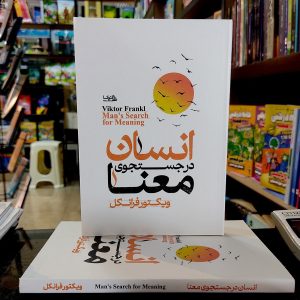 Viktor Frankl
Man's Search
for Meaning
انسان
در جستجوی
معنا
ویکتور فرانکل
انسان در جستجوی معنا
Man's Search for Meaning
ویکتور فرانکل